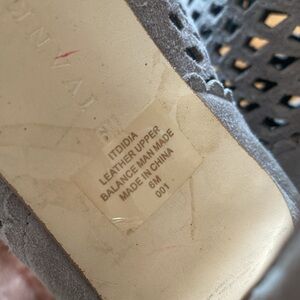 ITDIDIA
LEATHER UPPER
BALANCE MAN MADE
MADE IN CHINA
6M
001